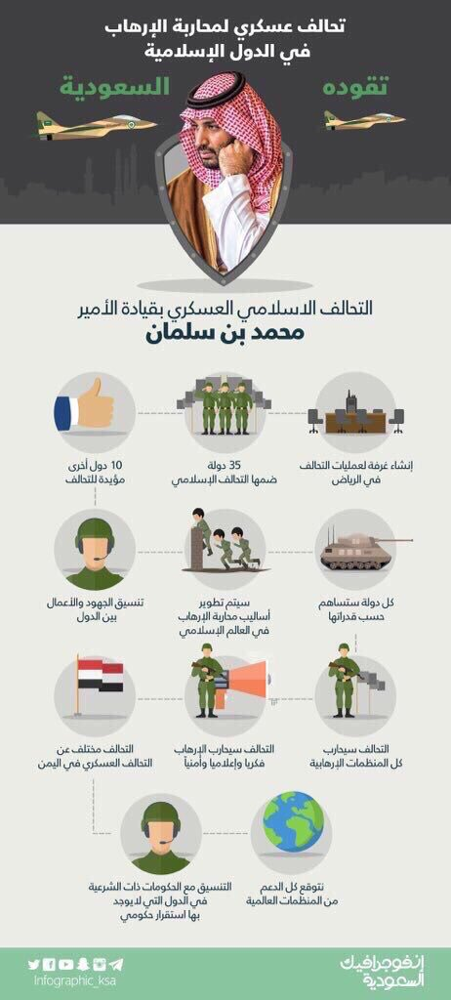 تحالف عسكري لمحاربة الإرهاب
في الدول الإسلامية
تقوده
السعودية
التحالف الاسلامي العسكري بقيادة الأمير
محمد بن سلمان
إنشاء غرفة لعمليات التحالف
في الرياض
35 دولة
ضمها التحالف الإسلامي
10 دول أخرى
مؤيدة للتحالف
كل دولة ستساهم
حسب قدراتها
سيتم تطوير
أساليب محاربة الإرهاب
في العالم الإسلامي
تنسيق الجهود والأعمال
بين الدول
التحالف سيحارب
كل المنظمات الإرهابية
التحالف سيحارب الإرهاب
فكريا وإعلاميا وأمنياً
التحالف مختلف عن
التحالف العسكري في اليمن
نتوقع كل الدعم
من المنظمات العالمية
التنسيق مع الحكومات ذات الشرعية
في الدول التي لايوجد
بها استقرار حكومي
إنفوجرافيك
السعودية
Infographic_ksa